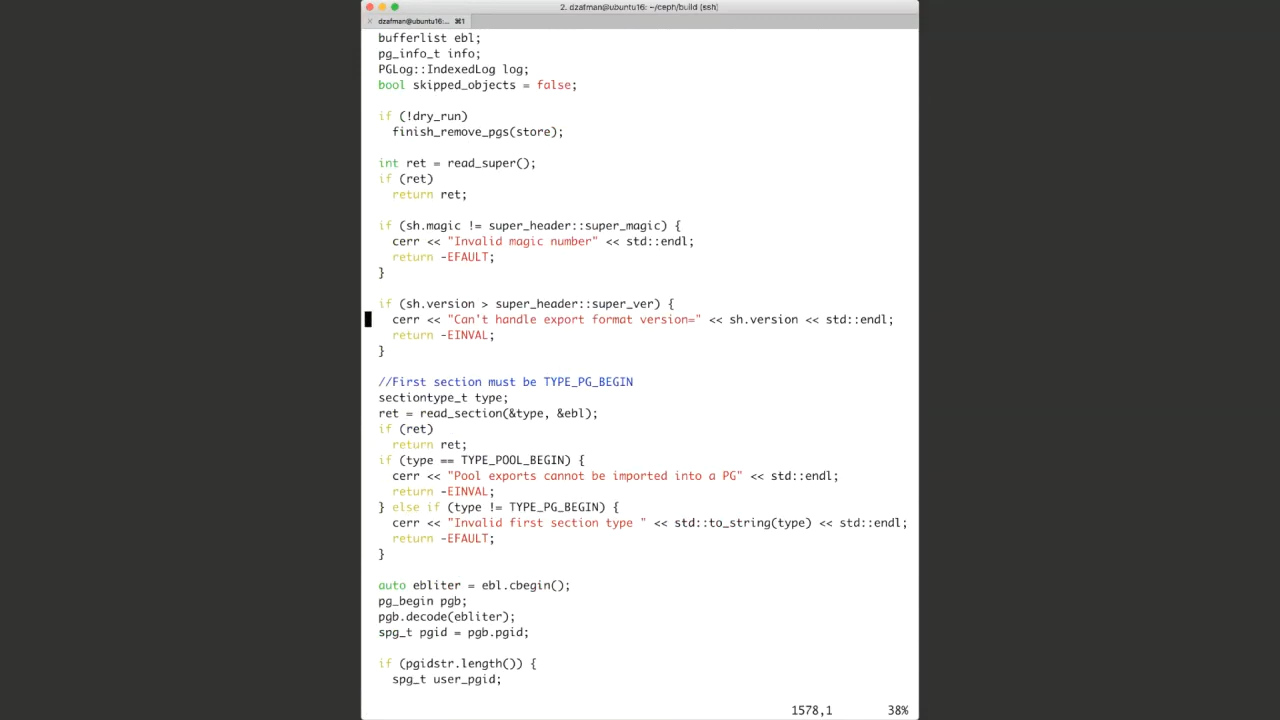 2. dzafman@ubuntu16: ~/ceph/build (ssh)
× dzafman@ubuntu16:... ⌘1
bufferlist ebl;
pg_info_t info;
PGLog::IndexedLog log;
bool skipped_objects = false;
if (!dry_run)
finish_remove_pgs(store);
int ret = read_super();
if (ret)
return ret;
if (sh.magic != super_header::super_magic) {
cerr << "Invalid magic number" << std::endl;
return -EFAULT;
}
if (sh.version > super_header::super_ver) {
cerr << "Can't handle export format version=" << sh.version << std::endl;
return -EINVAL;
}
//First section must be TYPE_PG_BEGIN
sectiontype_t type;
ret = read_section(&type, &ebl);
if (ret)
return ret;
if (type == TYPE_POOL_BEGIN) {
cerr << "Pool exports cannot be imported into a PG" << std::endl;
return -EINVAL;
} else if (type != TYPE_PG_BEGIN) {
cerr << "Invalid first section type " << std::to_string(type) << std::endl;
return -EFAULT;
}
auto ebliter = ebl.cbegin();
pg_begin pgb;
pgb.decode(ebliter);
spg_t pgid = pgb.pgid;
if (pgidstr.length()) {
spg_t user_pgid;
1578,1 38%